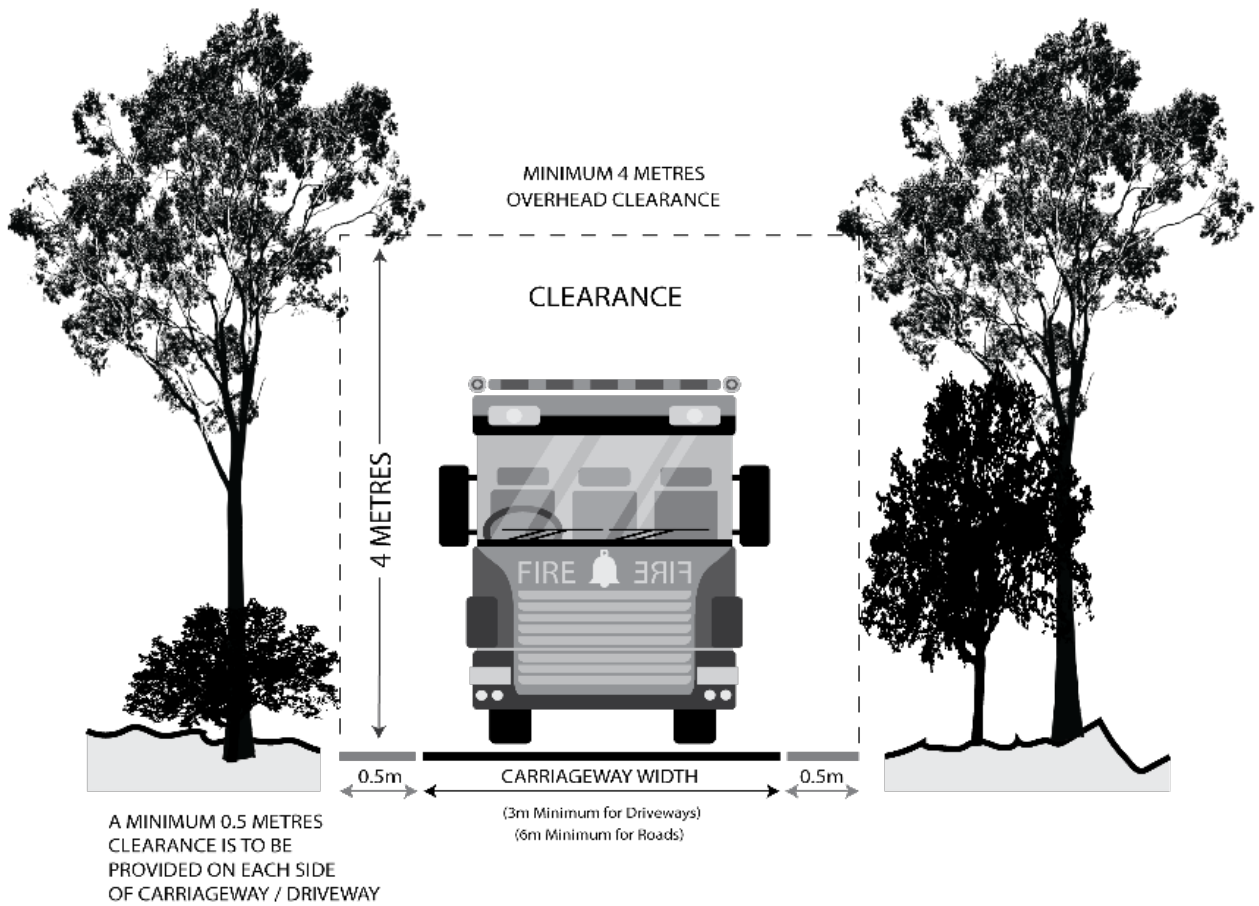 MINIMUM 4 METRES
OVERHEAD CLEARANCE
CLEARANCE
4 METRES
FIRE FIRE
0.5m
CARRIAGEWAY WIDTH
0.5m
(3m Minimum for Driveways)
(6m Minimum for Roads)
A MINIMUM 0.5 METRES
CLEARANCE IS TO BE
PROVIDED ON EACH SIDE
OF CARRIAGEWAY / DRIVEWAY